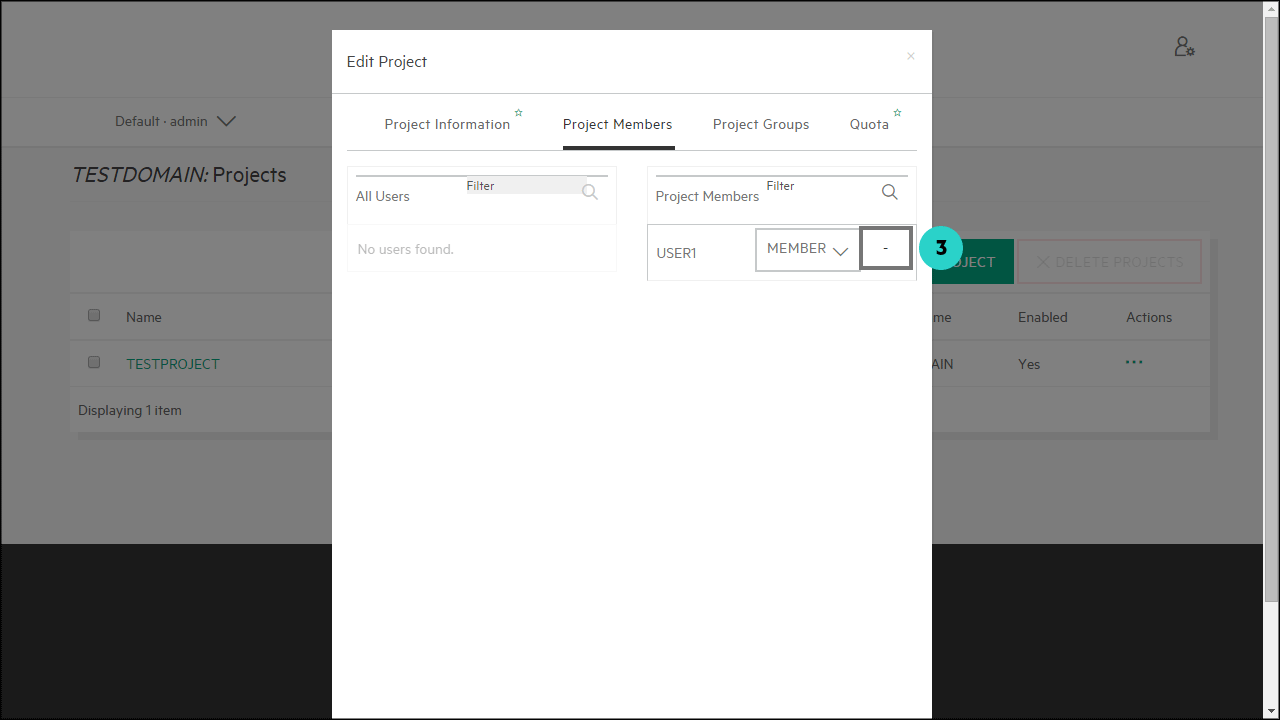 Edit Project
×
Default · admin
Project Information
Project Members
Project Groups
Quota
TESTDOMAIN: Projects
All Users
Filter
Project Members
Filter
No users found.
USER1
MEMBER
-
3
OJECT
DELETE PROJECTS
Name
me
Enabled
Actions
TESTPROJECT
AIN
Yes
Displaying 1 item